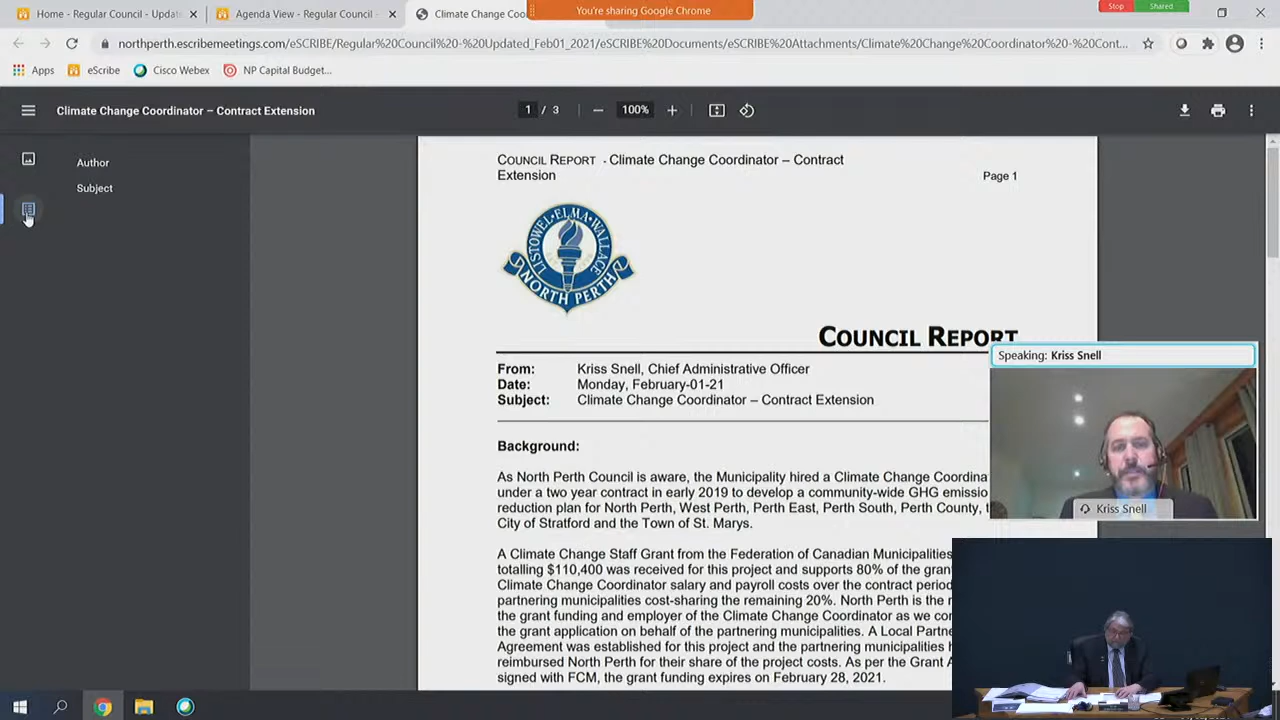 Home - Regular Council - Updat
Agenda View - Regular Council -
Climate Change Coo
You're sharing Google Chrome
Stop
Shared
northperth.escribemeetings.com/eSCRIBE/Regular%20Council%20-%20Updated_Feb01_2021/eSCRIBE%20Documents/eSCRIBE%20Attachments/Climate%20Change%20Coordinator%20-%20Cont...
Apps
eScribe
Cisco Webex
NP Capital Budget...
Climate Change Coordinator – Contract Extension
1 / 3
100%
Author
Subject
COUNCIL REPORT - Climate Change Coordinator – Contract
Extension
Page 1
LISTOWEL·ELMA·WALLACE
NORTH PERTH
COUNCIL REPORT
From: Kriss Snell, Chief Administrative Officer
Date: Monday, February-01-21
Subject: Climate Change Coordinator – Contract Extension
Background:
As North Perth Council is aware, the Municipality hired a Climate Change Coordina
under a two year contract in early 2019 to develop a community-wide GHG emissio
reduction plan for North Perth, West Perth, Perth East, Perth South, Perth County, t
City of Stratford and the Town of St. Marys.
A Climate Change Staff Grant from the Federation of Canadian Municipalities
totalling $110,400 was received for this project and supports 80% of the grant
Climate Change Coordinator salary and payroll costs over the contract period
partnering municipalities cost-sharing the remaining 20%. North Perth is the r
the grant funding and employer of the Climate Change Coordinator as we con
the grant application on behalf of the partnering municipalities. A Local Partne
Agreement was established for this project and the partnering municipalities h
reimbursed North Perth for their share of the project costs. As per the Grant A
signed with FCM, the grant funding expires on February 28, 2021.
Speaking: Kriss Snell
Kriss Snell